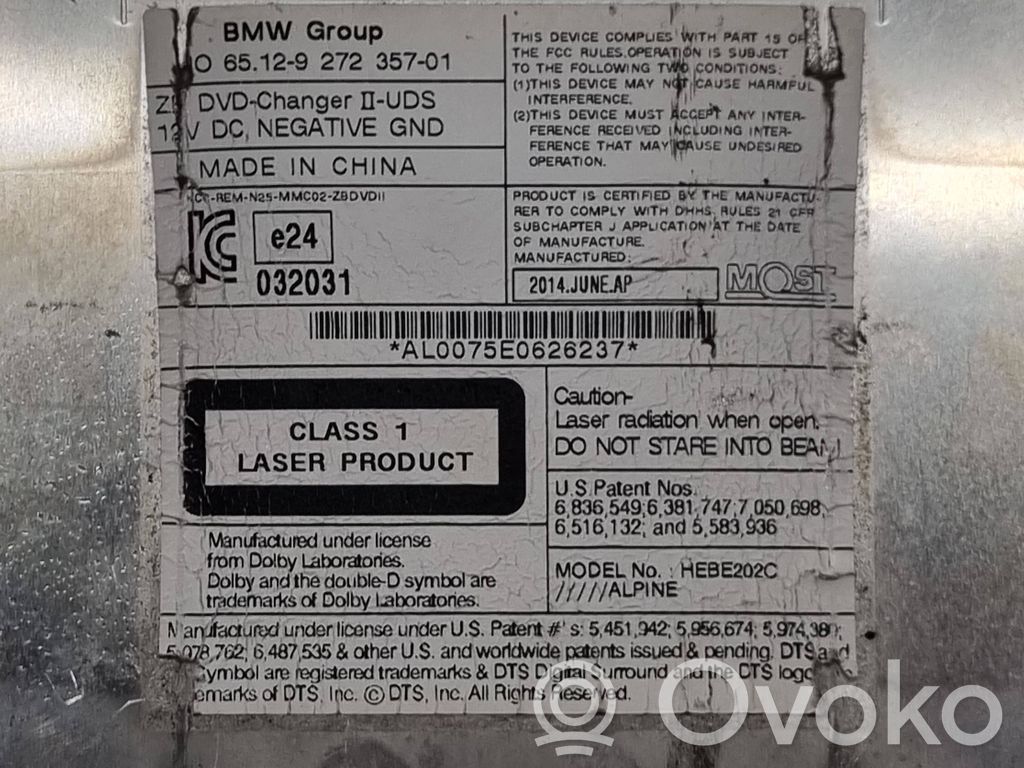 BMW Group
O 65.12-9 272 357-01
DVD-Changer II-UDS
12V DC, NEGATIVE GND
MADE IN CHINA
THIS DEVICE COMPLIES WITH PART 15 OF
THE FCC RULES.OPERATION IS SUBJECT
TO THE FOLLOWING TWO CONDITIONS:
(1)THIS DEVICE MAY NOT CAUSE HARMFUL
INTERFERENCE.
(2)THIS DEVICE MUST ACCEPT ANY INTER-
FERENCE RECEIVED INCLUDING INTER-
FERENCE THAT MAY CAUSE UNDESIRED
OPERATION.
-REM-N25-MMC02-ZBDVDII
e24
032031
PRODUCT IS CERTIFIED BY THE MANUFACTU-
RER TO COMPLY WITH DHHS RULES 21 CFR
SUBCHAPTER J APPLICATION AT THE DATE
OF MANUFACTURE.
MANUFACTURED:
2014.JUNE.AP
MOST
*AL0075E0626237*
CLASS 1
LASER PRODUCT
Caution-
Laser radiation when open.
DO NOT STARE INTO BEAM
U.S.Patent Nos.
6,836,549;6,381,747;7,050,698,
6,516,132; and 5,583,936
Manufactured under license
from Dolby Laboratories.
Dolby and the double-D symbol are
trademarks of Dolby Laboratories.
MODEL No. : HEBE202C
/////ALPINE
Manufactured under license under U.S. Patent #'s: 5,451,942; 5,956,674; 5,974,380;
5,078,762; 6,487,535 & other U.S. and worldwide patents issued & pending. DTS and
Symbol are registered trademarks & DTS Digital Surround and the DTS logo
emarks of DTS, Inc. © DTS, Inc. All Rights Reserved.
Ovoko